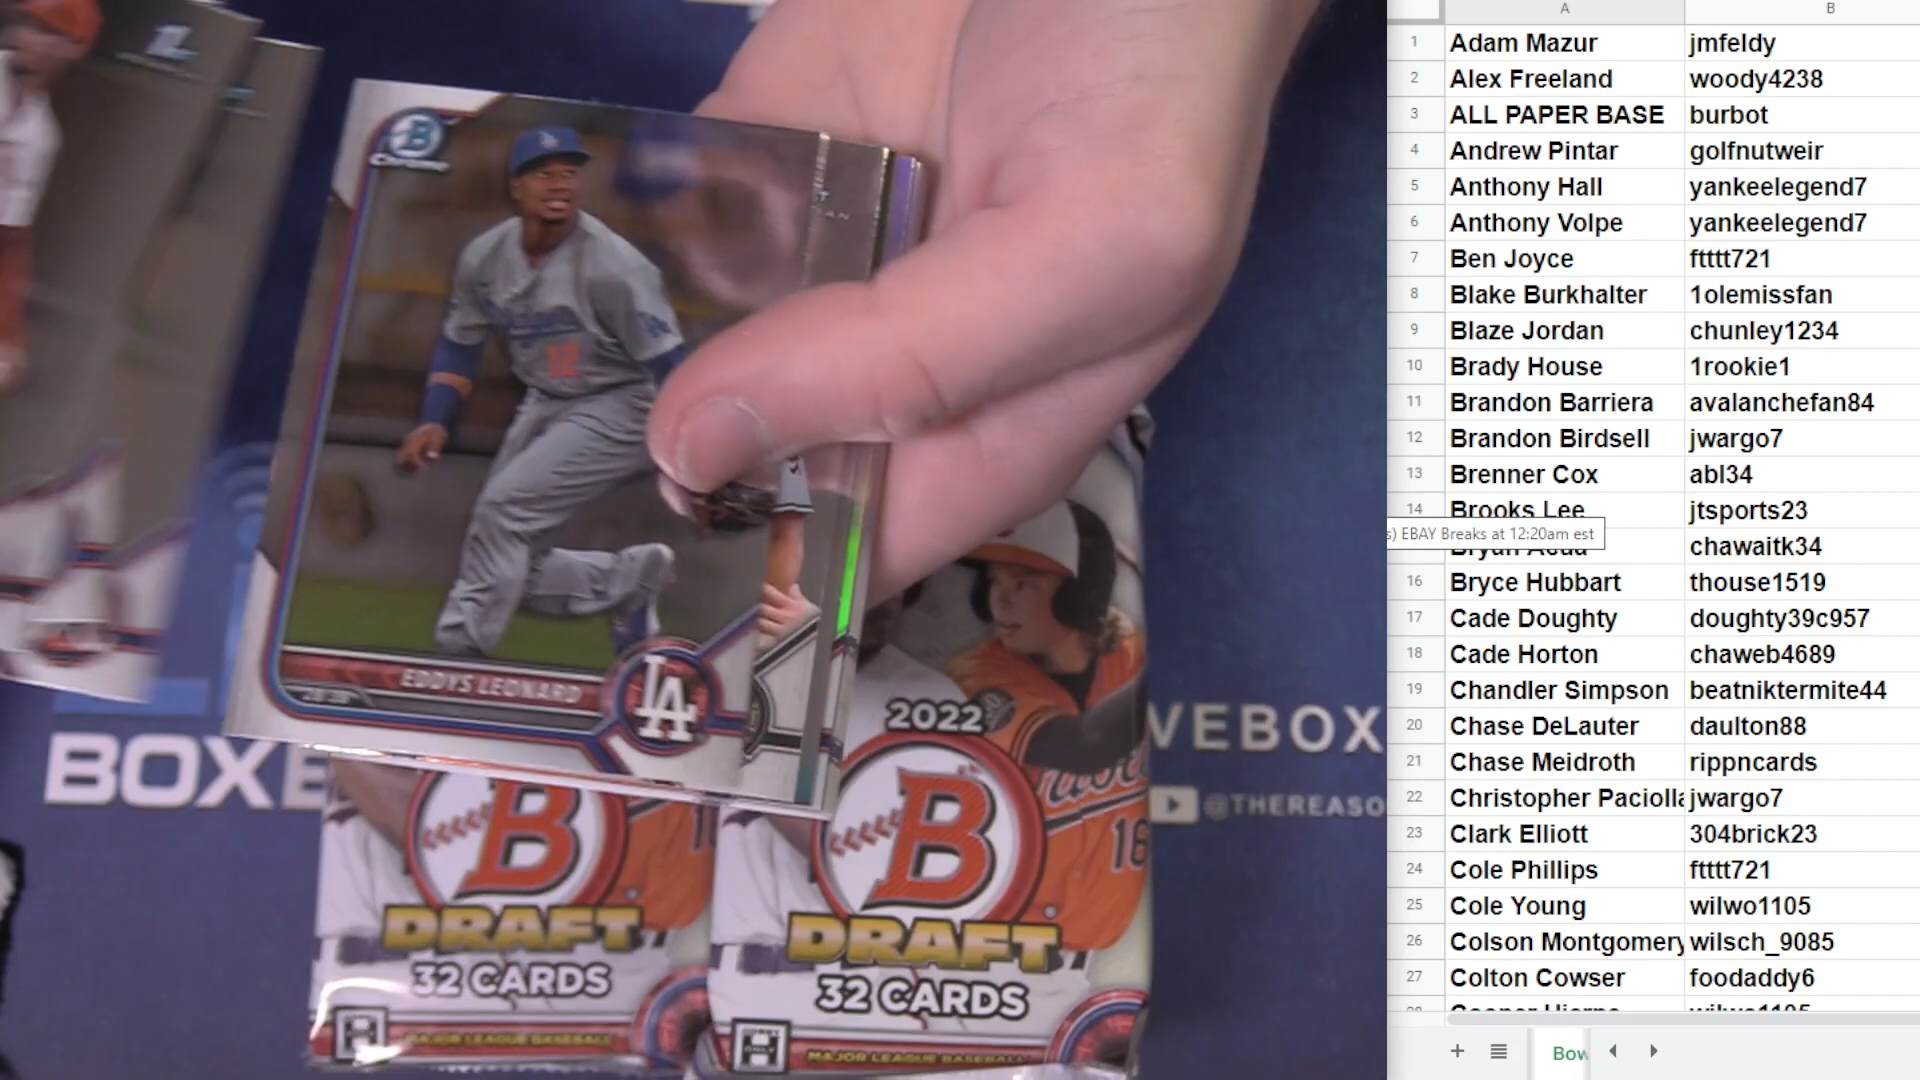 B
Chrome
12
EDDYS LEONARD
LA
BOXE
VEBOX
@THEREASO
2022
B
DRAFT
32 CARDS
MAJOR LEAGUE BASEBALL
B
16
DRAFT
32 CARDS
HOBBY ONLY
MAJOR LEAGUE BASEBALL
A B
1 Adam Mazur jmfeldy
2 Alex Freeland woody4238
3 ALL PAPER BASE burbot
4 Andrew Pintar golfnutweir
5 Anthony Hall yankeelegend7
6 Anthony Volpe yankeelegend7
7 Ben Joyce ftttt721
8 Blake Burkhalter 1olemissfan
9 Blaze Jordan chunley1234
10 Brady House 1rookie1
11 Brandon Barriera avalanchefan84
12 Brandon Birdsell jwargo7
13 Brenner Cox abl34
14 Brooks Lee jtsports23
s) EBAY Breaks at 12:20am est
chawaitk34
16 Bryce Hubbart thouse1519
17 Cade Doughty doughty39c957
18 Cade Horton chaweb4689
19 Chandler Simpson beatniktermite44
20 Chase DeLauter daulton88
21 Chase Meidroth rippncards
22 Christopher Paciolla jwargo7
23 Clark Elliott 304brick23
24 Cole Phillips ftttt721
25 Cole Young wilwo1105
26 Colson Montgomery wilsch_9085
27 Colton Cowser foodaddy6
Bow